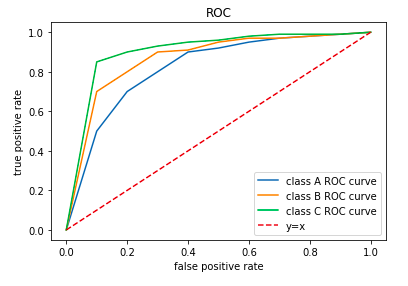 ROC
true positive rate
1.0
0.8
0.6
0.4
0.2
0.0
class A ROC curve
class B ROC curve
class C ROC curve
y=x
0.0 0.2 0.4 0.6 0.8 1.0
false positive rate